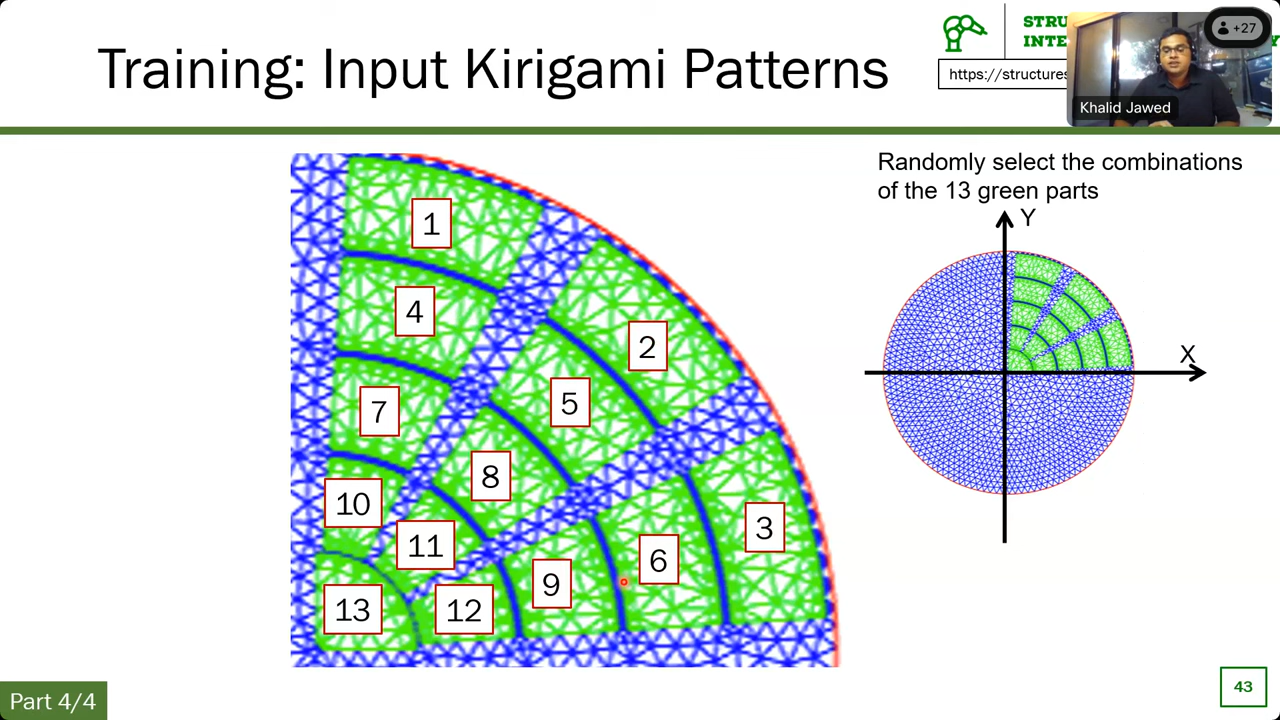 Training: Input Kirigami Patterns
STRU
INTE
https://structures
+27
Khalid Jawed
Randomly select the combinations
of the 13 green parts
Y
X
1
4
2
5
7
8
10
11
3
6
9
13
12
Part 4/4
43